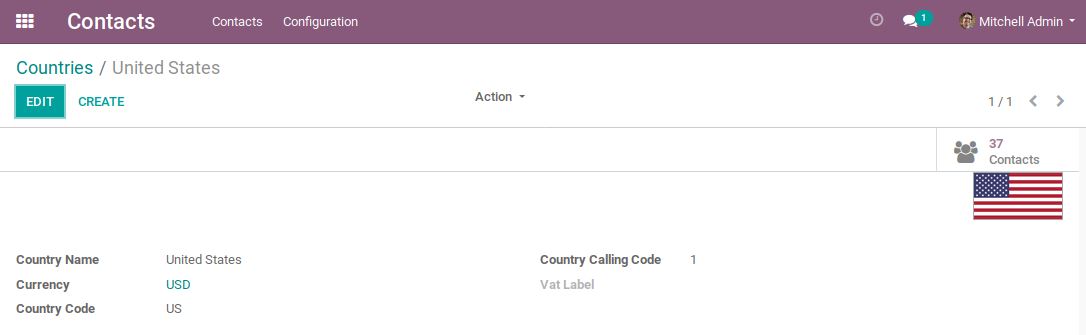 Contacts Contacts Configuration 1 Mitchell Admin
Countries / United States
EDIT CREATE Action 1 / 1
37
Contacts
Country Name United States Country Calling Code 1
Currency USD Vat Label
Country Code US